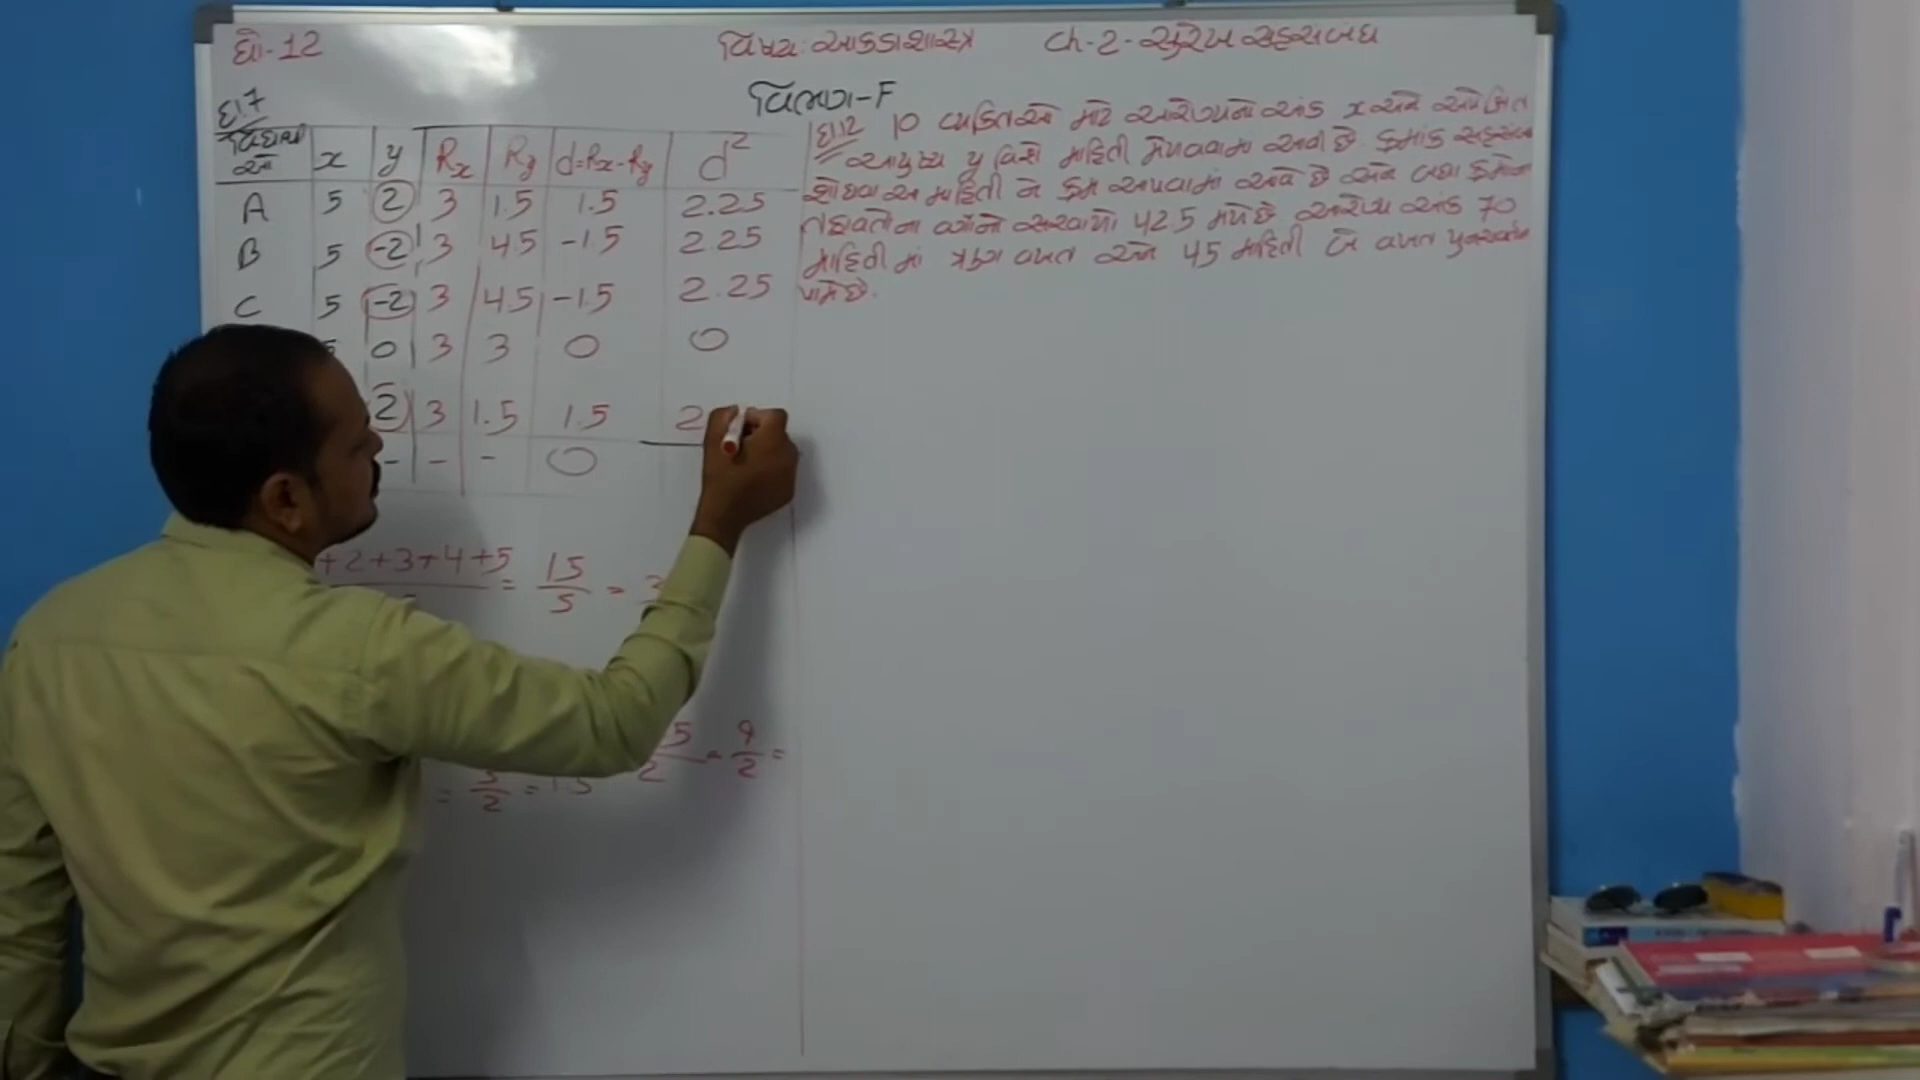 ધો-12 વિષય: આંકડાશાસ્ત્ર Ch-2-સુરેખ સહસંબંધ
વિભાગ-F
દા.7
વિદ્યાર્થીઓ x y Rx Ry d=Rx-Ry d²
A 5 2 3 1.5 1.5 2.25
B 5 -2 3 4.5 -1.5 2.25
C 5 -2 3 4.5 -1.5 2.25
5 0 3 3 0 0
2 3 1.5 1.5 2
- - - 0
+2+3+4+5 = 15/5 = 3
5/2 = 9/2 =
= 3/2 = 1.5
દા.12 10 વ્યક્તિઓ માટે આરોગ્યનો આંક x અને અપેક્ષિત
આયુષ્ય y વિશે માહિતી મેળવવામાં આવી છે. ક્રમાંક સહસંબંધ
શોધવા આ માહિતી ને ક્રમ આપવામાં આવે છે અને બધા ક્રમોના
તફાવતોના વર્ગોનો સરવાળો 42.5 મળે છે આરોગ્ય આંક 70
માહિતી માં ત્રણ વખત અને 45 માહિતી બે વખત પુનરાવર્તન
પામે છે.